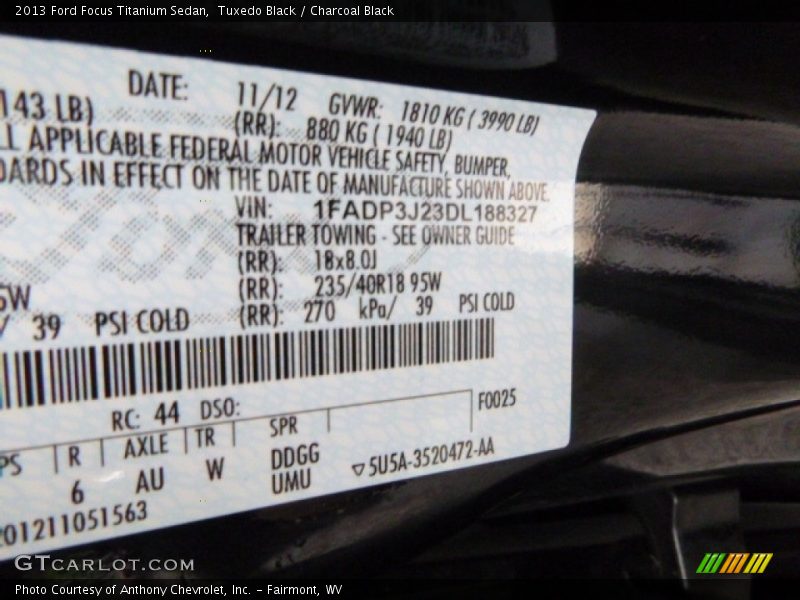 2013 Ford Focus Titanium Sedan, Tuxedo Black / Charcoal Black
DATE: 11/12 GVWR: 1810 KG ( 3990 LB)
143 LB) (RR): 880 KG ( 1940 LB)
LL APPLICABLE FEDERAL MOTOR VEHICLE SAFETY, BUMPER,
DARDS IN EFFECT ON THE DATE OF MANUFACTURE SHOWN ABOVE.
VIN: 1FADP3J23DL188327
TRAILER TOWING - SEE OWNER GUIDE
(RR): 18x8.0J
5W (RR): 235/40R18 95W
/ 39 PSI COLD (RR): 270 kPa/ 39 PSI COLD
RC: 44 DSO: F0025
PS R AXLE TR SPR
6 AU W DDGG ▽5U5A-3520472-AA
UMU
201211051563
GTCARLOT.COM
Photo Courtesy of Anthony Chevrolet, Inc. - Fairmont, WV